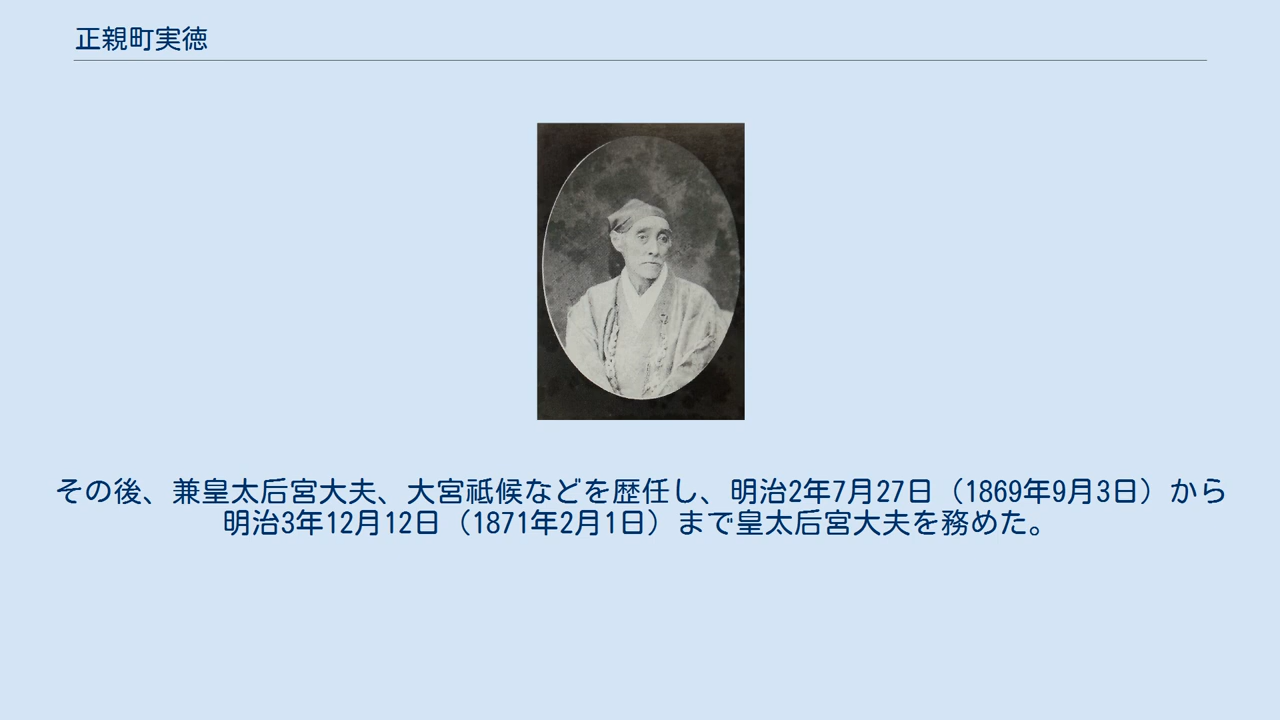 正親町実徳
その後、兼皇太后宮大夫、大宮祗候などを歴任し、明治2年7月27日（1869年9月3日）から
明治3年12月12日（1871年2月1日）まで皇太后宮大夫を務めた。